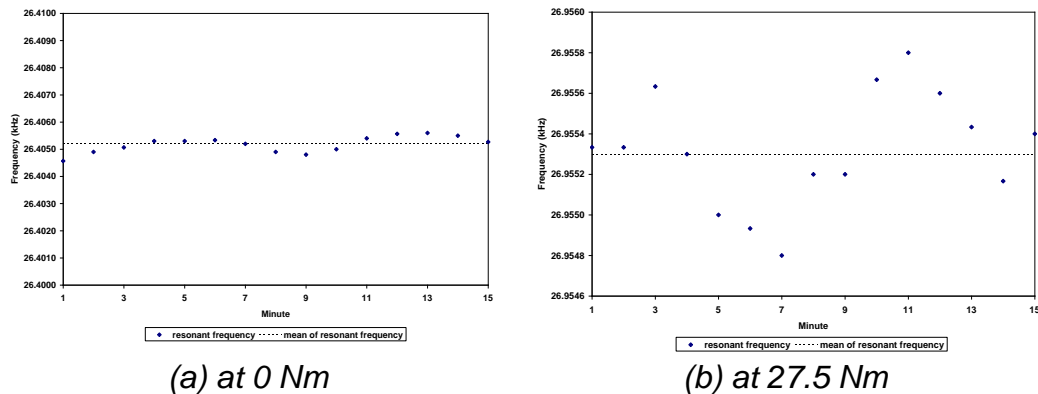 26.4100
26.4090
26.4080
26.4070
26.4060
26.4050
26.4040
26.4030
26.4020
26.4010
26.4000
Frequency (kHz)
1 3 5 7 9 11 13 15
Minute
resonant frequency mean of resonant frequency
(a) at 0 Nm
26.9560
26.9558
26.9556
26.9554
26.9552
26.9550
26.9548
26.9546
Frequency (kHz)
1 3 5 7 9 11 13 15
Minute
resonant frequency mean of resonant frequency
(b) at 27.5 Nm